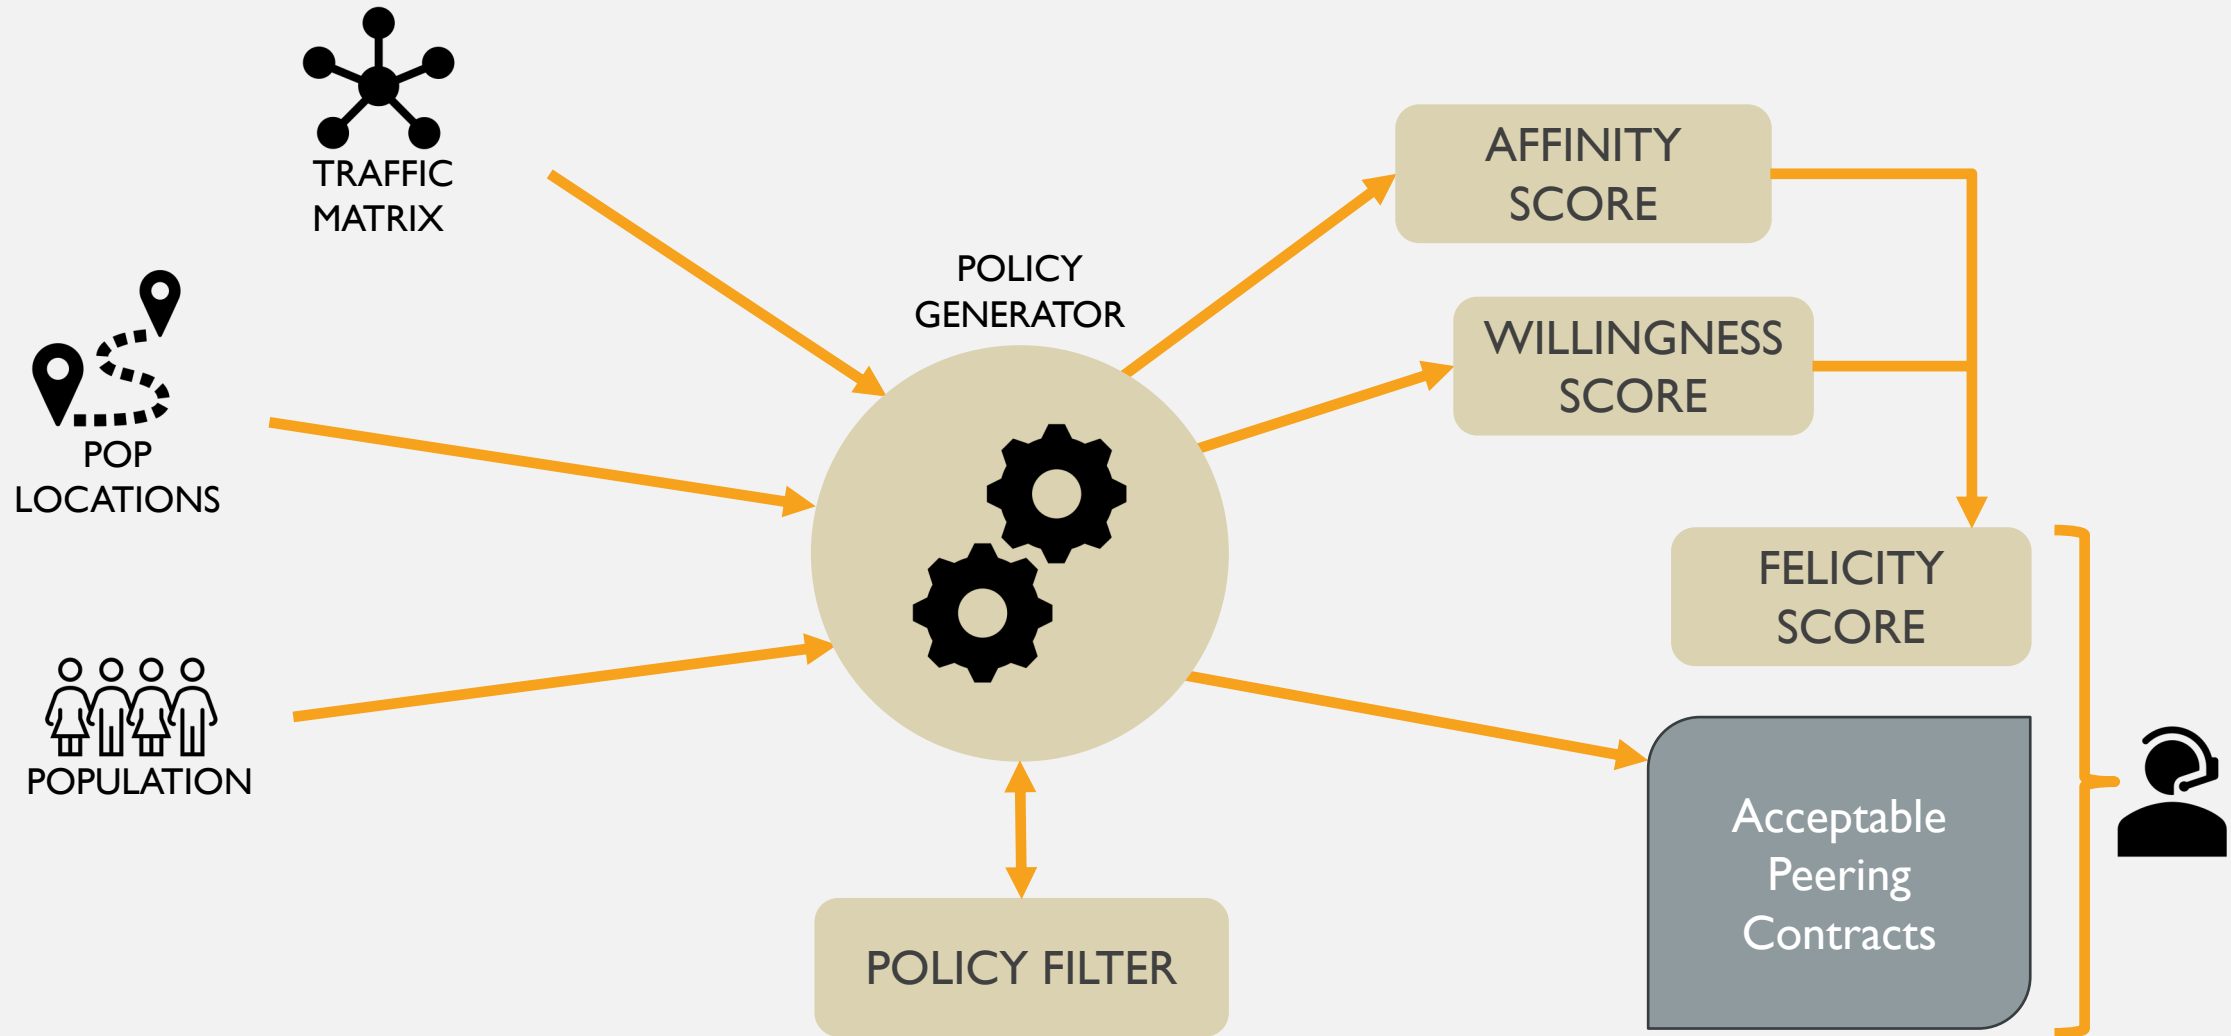 TRAFFIC
MATRIX
POP
LOCATIONS
POPULATION
POLICY
GENERATOR
POLICY FILTER
AFFINITY
SCORE
WILLINGNESS
SCORE
FELICITY
SCORE
Acceptable
Peering
Contracts